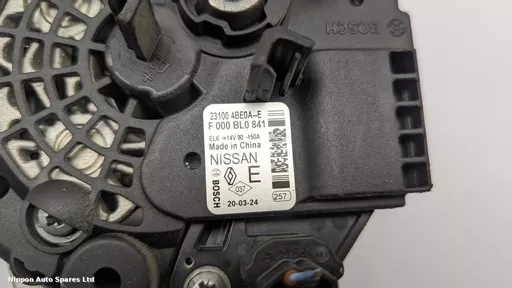 BOSCH
B+
23100 4BE0A-E
F 000 BL0 841
EL6 → 14V 80 -150A
Made in China
NISSAN
BOSCH
E
037
20-03-24
257
Nippon Auto Spares Ltd